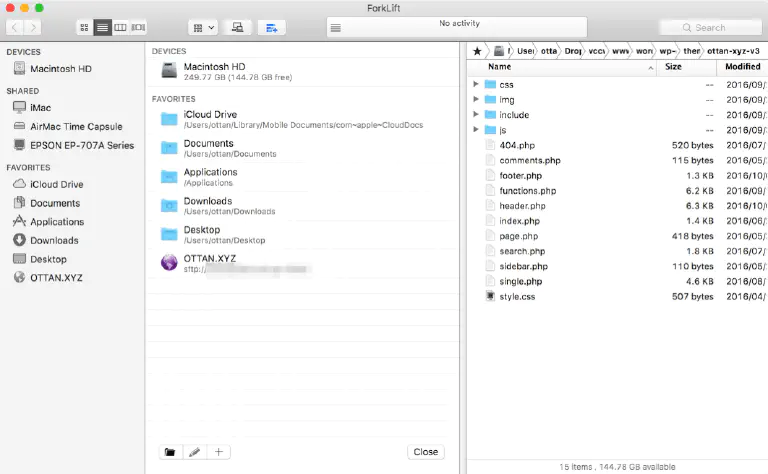 ForkLift
No activity
Search
DEVICES
Macintosh HD
SHARED
iMac
AirMac Time Capsule
EPSON EP-707A Series
FAVORITES
iCloud Drive
Documents
Applications
Downloads
Desktop
OTTAN.XYZ
DEVICES
Macintosh HD
249.77 GB (144.78 GB free)
FAVORITES
iCloud Drive
/Users/ottan/Library/Mobile Documents/com~apple~CloudDocs
Documents
/Users/ottan/Documents
Applications
/Applications
Downloads
/Users/ottan/Downloads
Desktop
/Users/ottan/Desktop
OTTAN.XYZ
sftp://
Close
User otta Drop vccw www wor wp- ther ottan-xyz-v3
Name Size Modified
css -- 2016/09/
img -- 2016/09/
include -- 2016/09/
js -- 2016/09/
404.php 520 bytes 2016/07/
comments.php 115 bytes 2016/05/
footer.php 1.3 KB 2016/10/
functions.php 6.2 KB 2016/09/
header.php 6.3 KB 2016/10/
index.php 1.4 KB 2016/06/
page.php 418 bytes 2016/05/
search.php 1.8 KB 2016/07/
sidebar.php 110 bytes 2016/05/
single.php 4.6 KB 2016/08/
style.css 507 bytes 2016/04/
15 items , 144.78 GB available